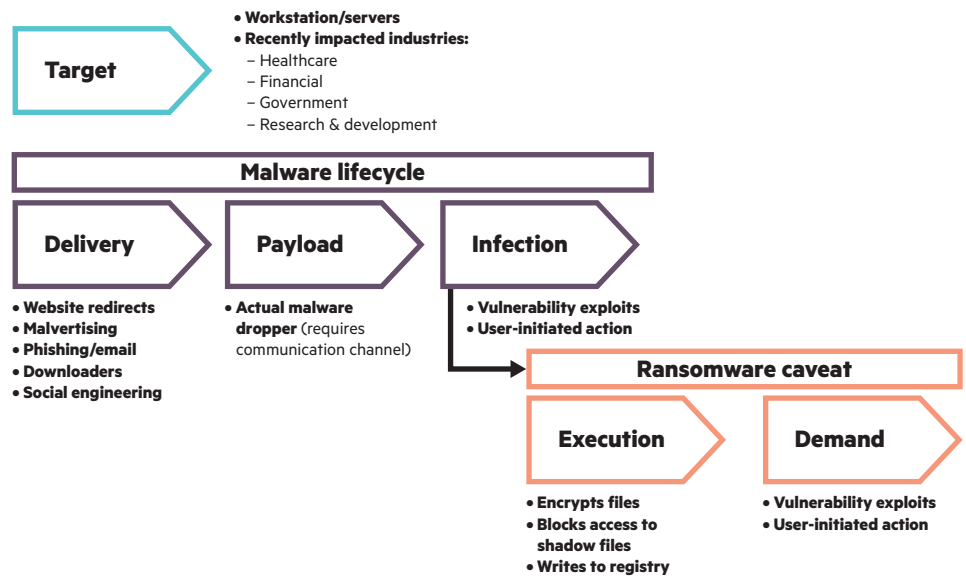 Target
• Workstation/servers
• Recently impacted industries:
– Healthcare
– Financial
– Government
– Research & development
Malware lifecycle
Delivery
• Website redirects
• Malvertising
• Phishing/email
• Downloaders
• Social engineering
Payload
• Actual malware
dropper (requires
communication channel)
Infection
• Vulnerability exploits
• User-initiated action
Ransomware caveat
Execution
• Encrypts files
• Blocks access to
shadow files
• Writes to registry
Demand
• Vulnerability exploits
• User-initiated action